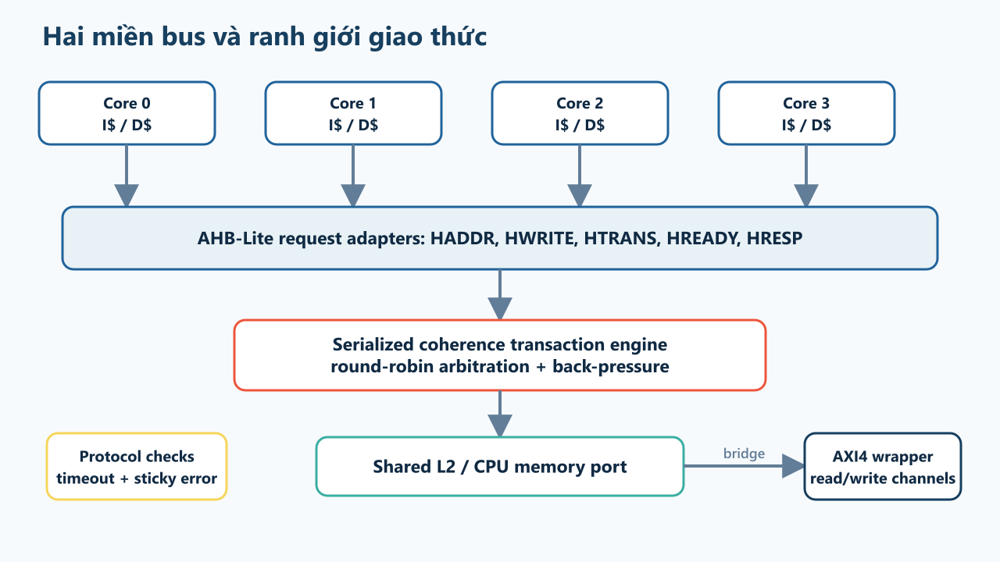 Hai miền bus và ranh giới giao thức
Core 0
I$ / D$
Core 1
I$ / D$
Core 2
I$ / D$
Core 3
I$ / D$
AHB-Lite request adapters: HADDR, HWRITE, HTRANS, HREADY, HRESP
Serialized coherence transaction engine
round-robin arbitration + back-pressure
Protocol checks
timeout + sticky error
Shared L2 / CPU memory port
bridge
AXI4 wrapper
read/write channels